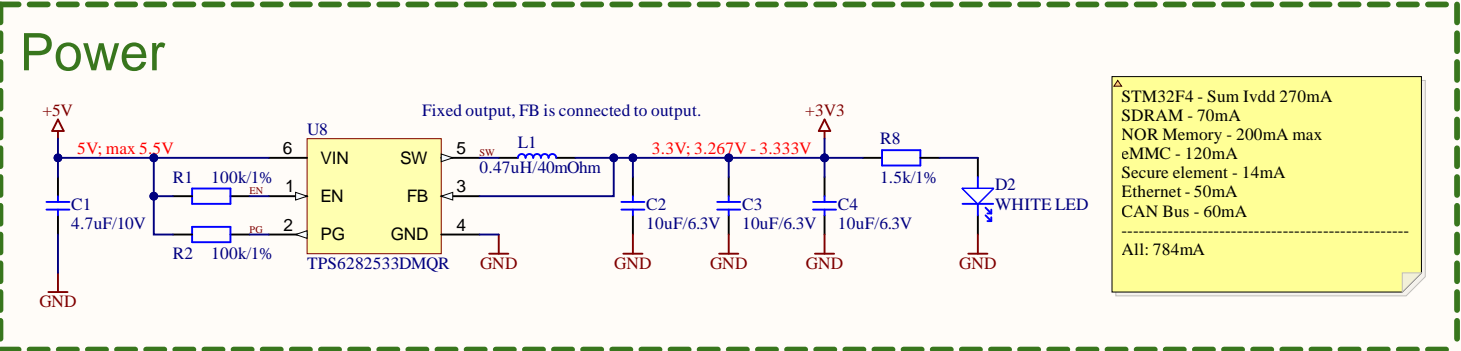 Power
+5V
5V; max 5.5V
C1
4.7uF/10V
GND
R1 100k/1%
EN
PG
R2 100k/1%
U8
6 VIN
1 EN
2 PG
SW 5
FB 3
GND 4
TPS6282533DMQR
Fixed output, FB is connected to output.
SW
L1
0.47uH/40mOhm
GND
3.3V; 3.267V - 3.333V
C2
10uF/6.3V
GND
C3
10uF/6.3V
GND
+3V3
C4
10uF/6.3V
GND
R8
1.5k/1%
D2
WHITE LED
GND
STM32F4 - Sum Ivdd 270mA
SDRAM - 70mA
NOR Memory - 200mA max
eMMC - 120mA
Secure element - 14mA
Ethernet - 50mA
CAN Bus - 60mA
------------------------------------------------
All: 784mA